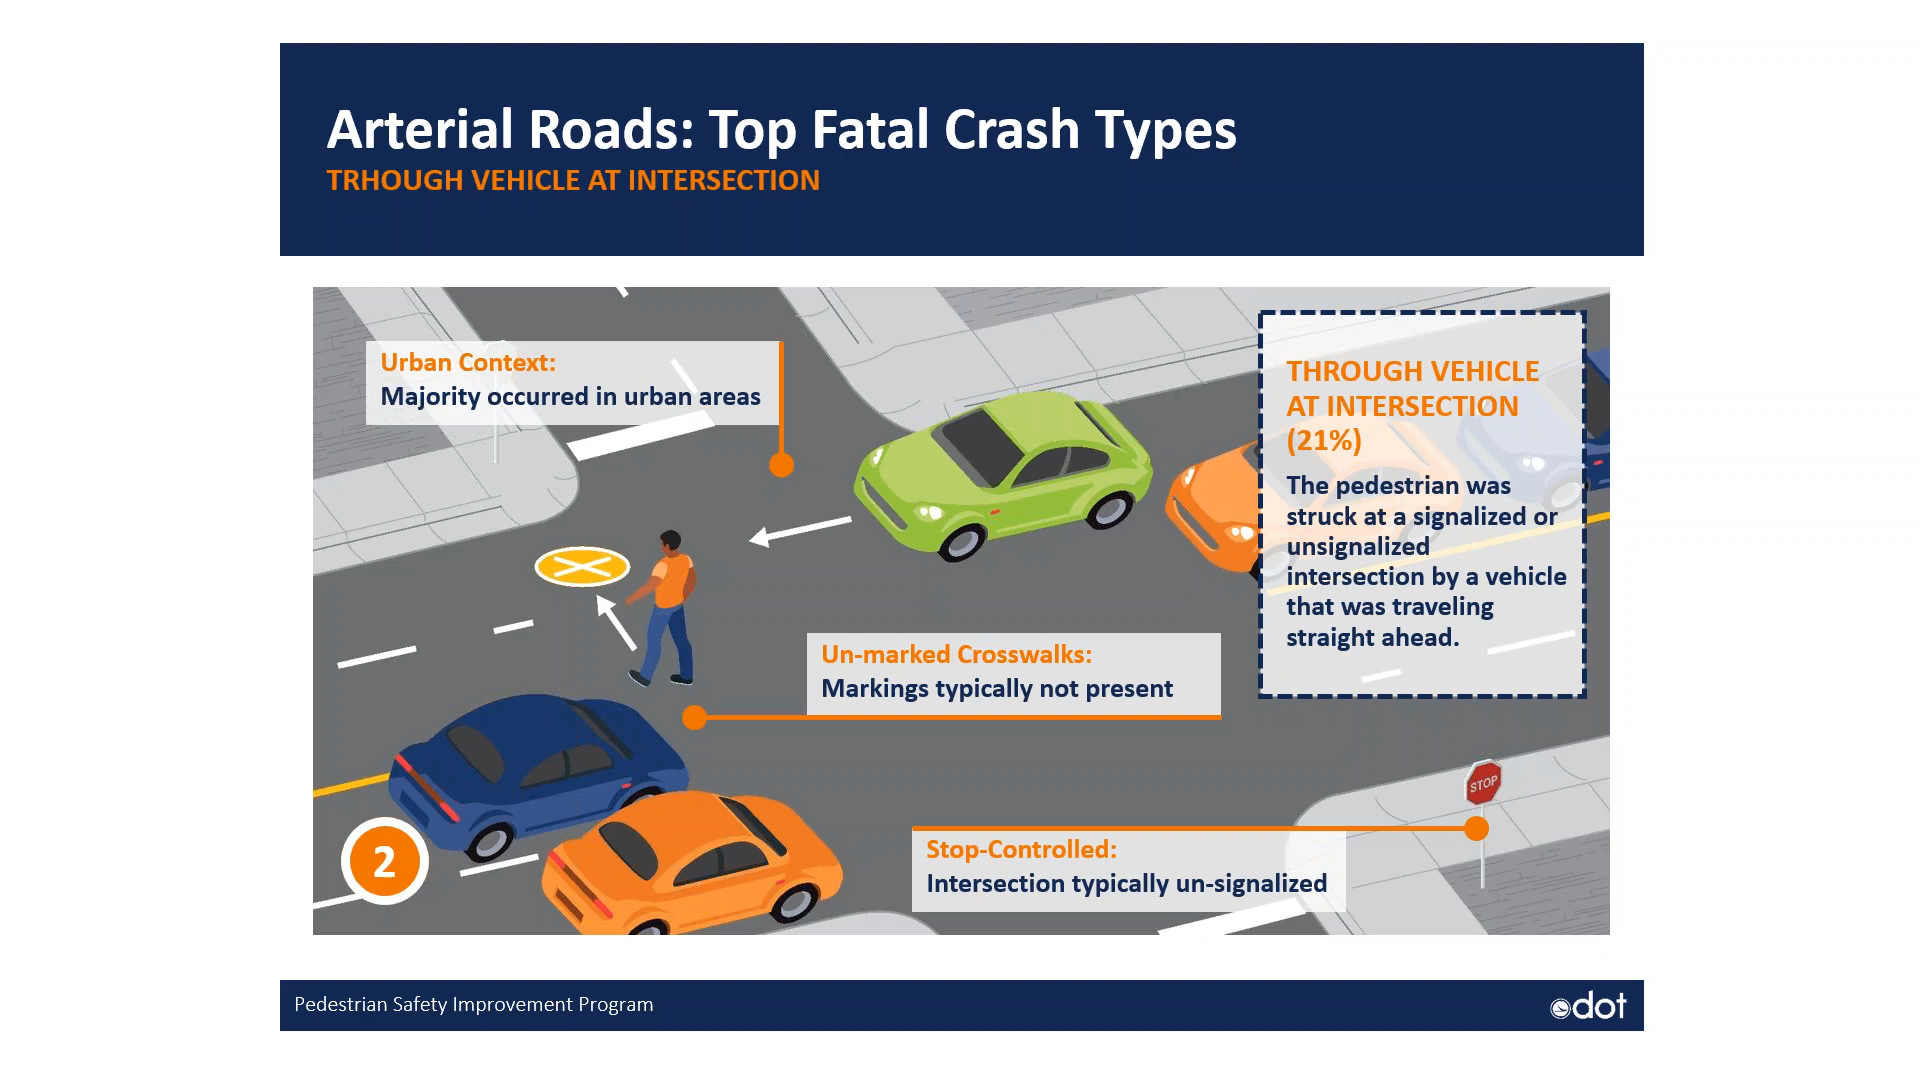 Arterial Roads: Top Fatal Crash Types
TRHOUGH VEHICLE AT INTERSECTION
Urban Context:
Majority occurred in urban areas
THROUGH VEHICLE
AT INTERSECTION
(21%)
The pedestrian was
struck at a signalized or
unsignalized
intersection by a vehicle
that was traveling
straight ahead.
Un-marked Crosswalks:
Markings typically not present
STOP
Stop-Controlled:
Intersection typically un-signalized
2
Pedestrian Safety Improvement Program
dot